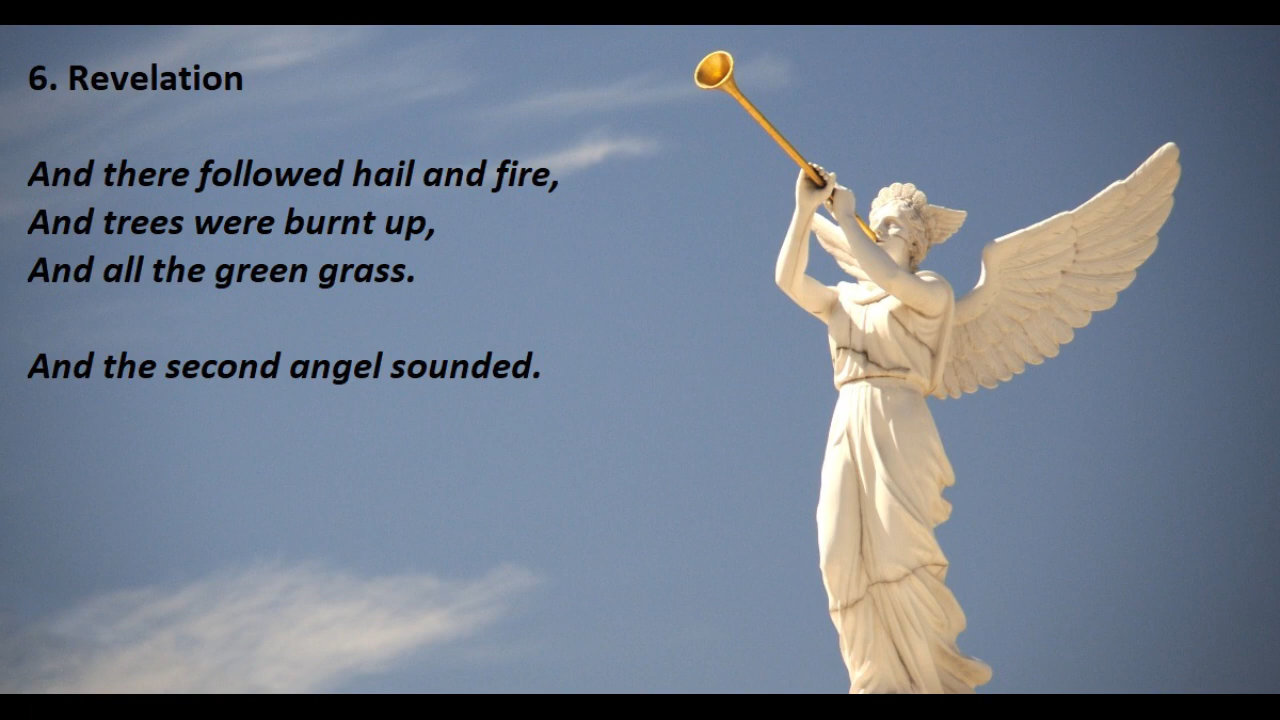 6. Revelation
And there followed hail and fire,
And trees were burnt up,
And all the green grass.
And the second angel sounded.